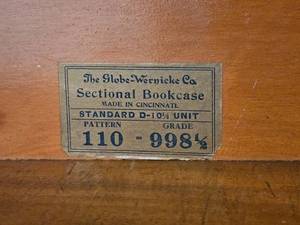 The Globe-Wernicke Co.
Sectional Bookcase
MADE IN CINCINNATI.
STANDARD D-10¼ UNIT
PATTERN GRADE
110 - 998½